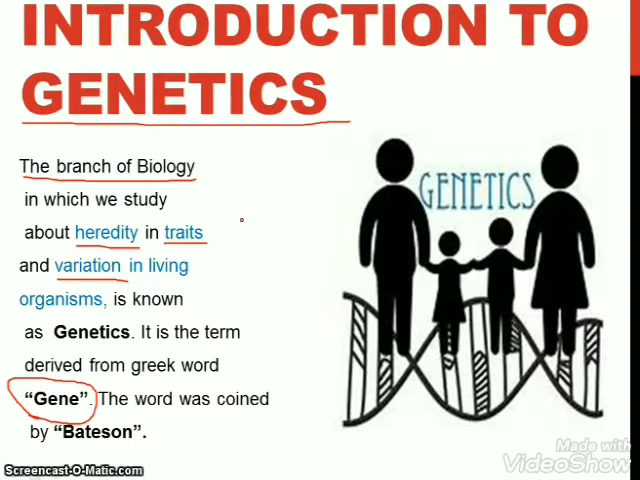 INTRODUCTION TO
GENETICS
The branch of Biology
in which we study
about heredity in traits
and variation in living
organisms, is known
as Genetics. It is the term
derived from greek word
“Gene”. The word was coined
by “Bateson”.
GENETICS
Made with
VideoShow
Screencast-O-Matic.com